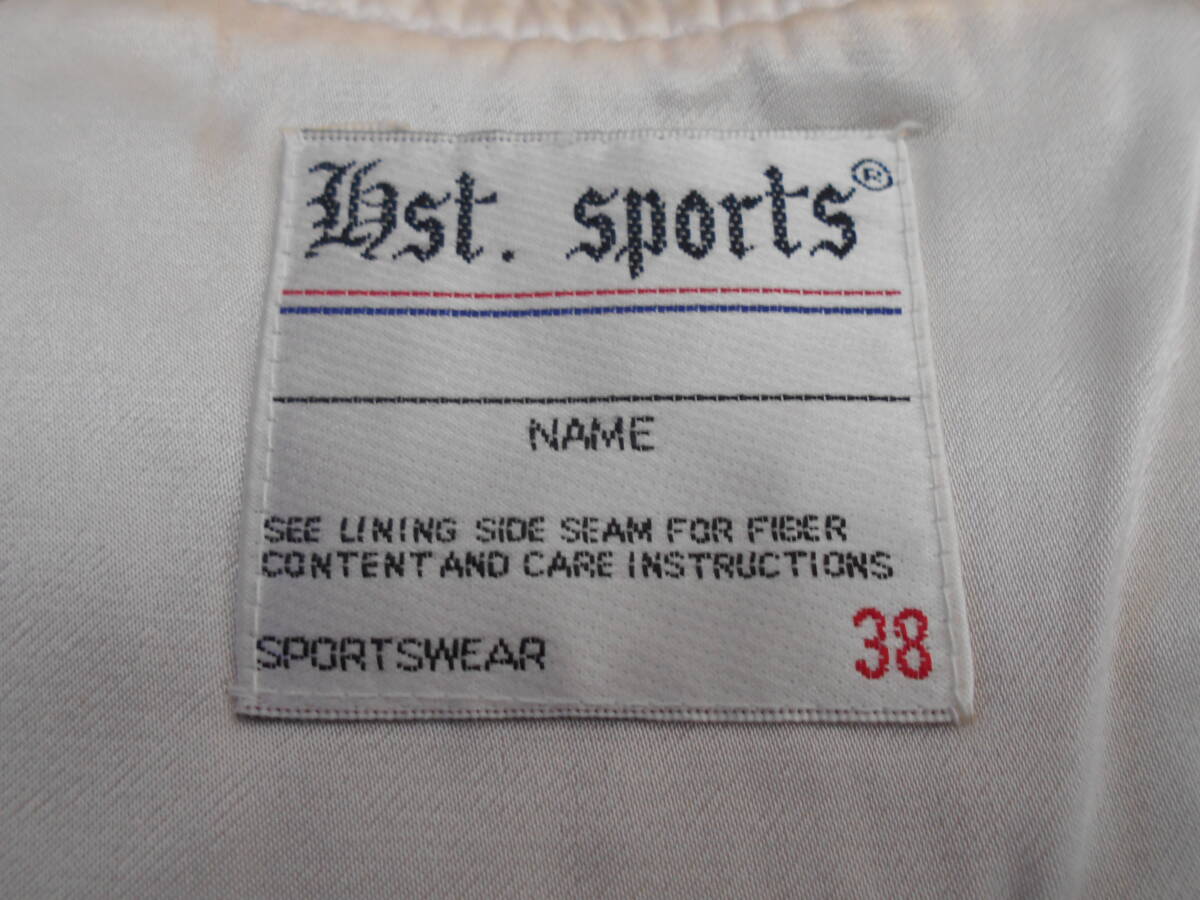 Hst. sports®
NAME
SEE LINING SIDE SEAM FOR FIBER
CONTENT AND CARE INSTRUCTIONS
SPORTSWEAR 38